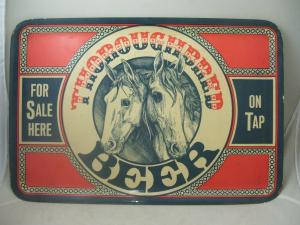 THOROUGHBRED
FOR
SALE
HERE
ON
TAP
BEER